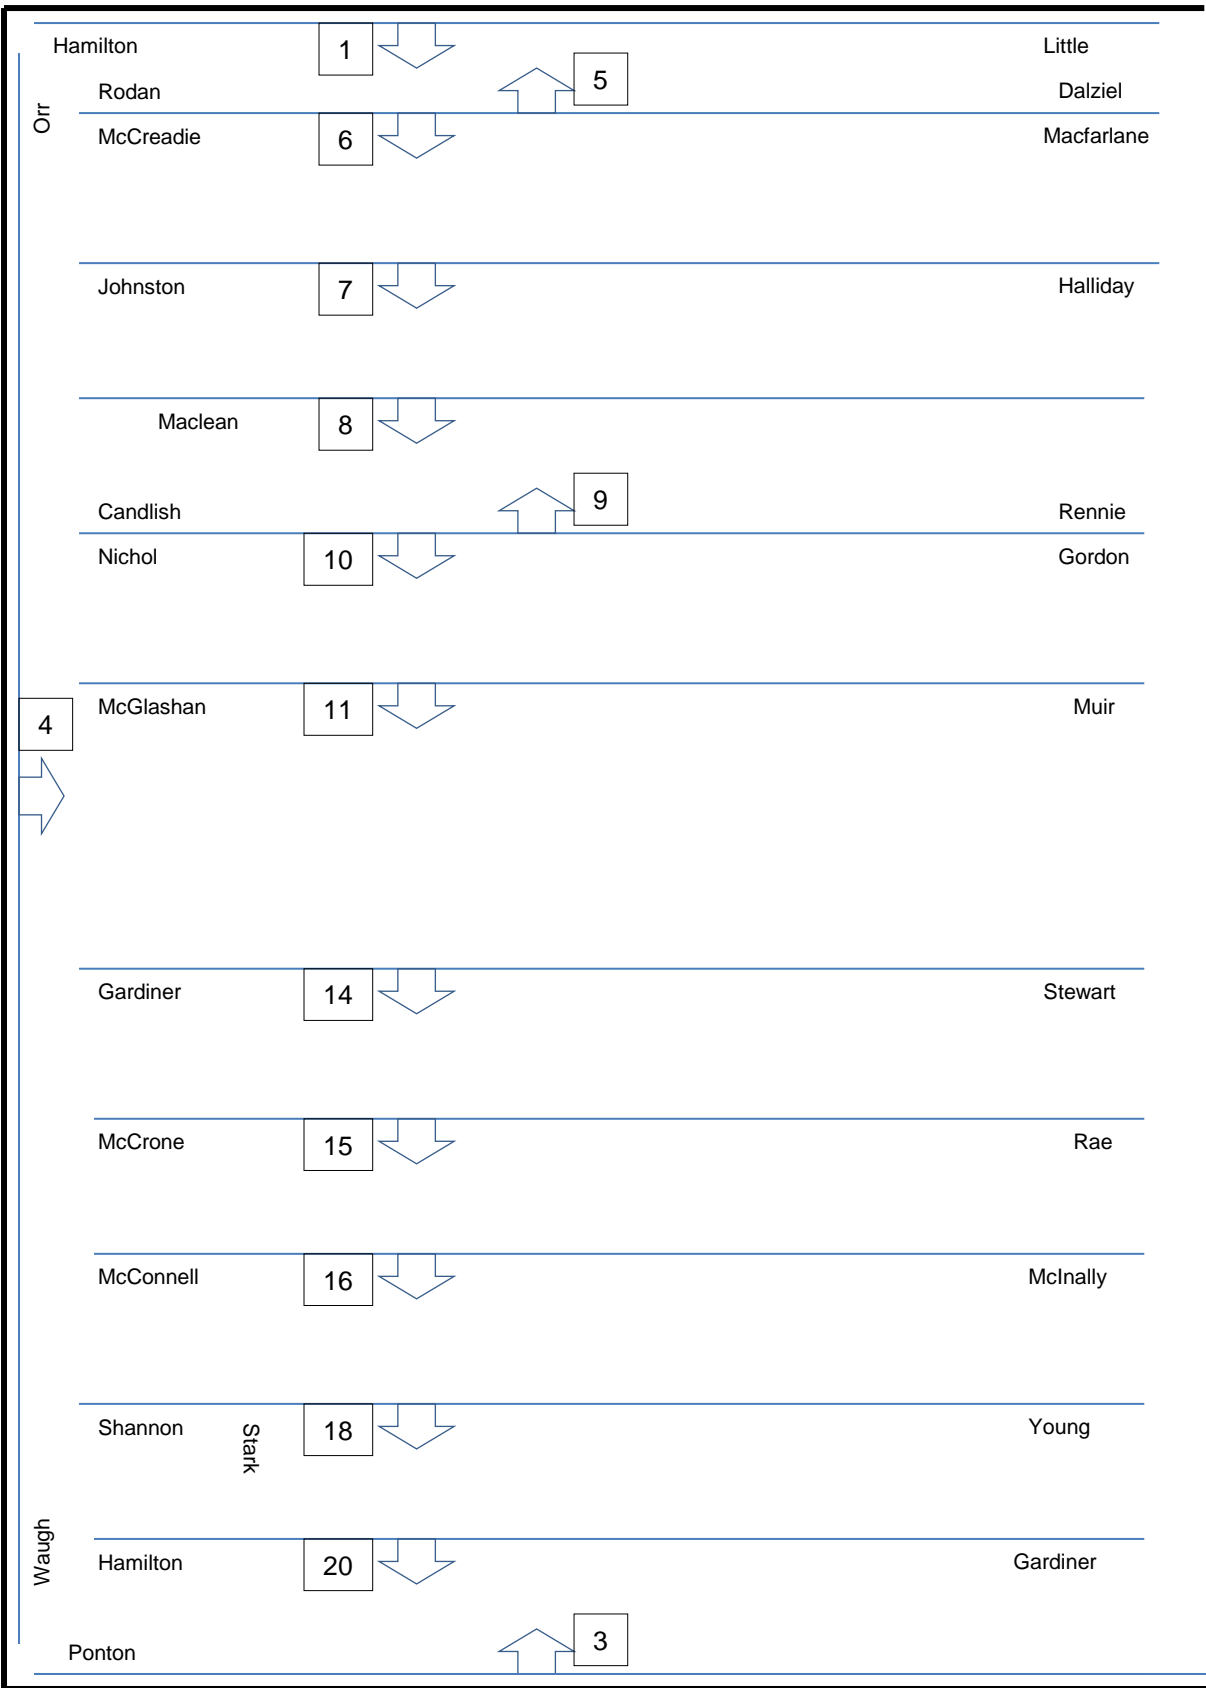 Hamilton 1 Little
5
Rodan Dalziel
Orr
McCreadie 6 Macfarlane
Johnston 7 Halliday
Maclean 8
9
Candlish Rennie
Nichol 10 Gordon
McGlashan 11 Muir
4
Gardiner 14 Stewart
McCrone 15 Rae
McConnell 16 McInally
Shannon Stark 18 Young
Waugh
Hamilton 20 Gardiner
3
Ponton